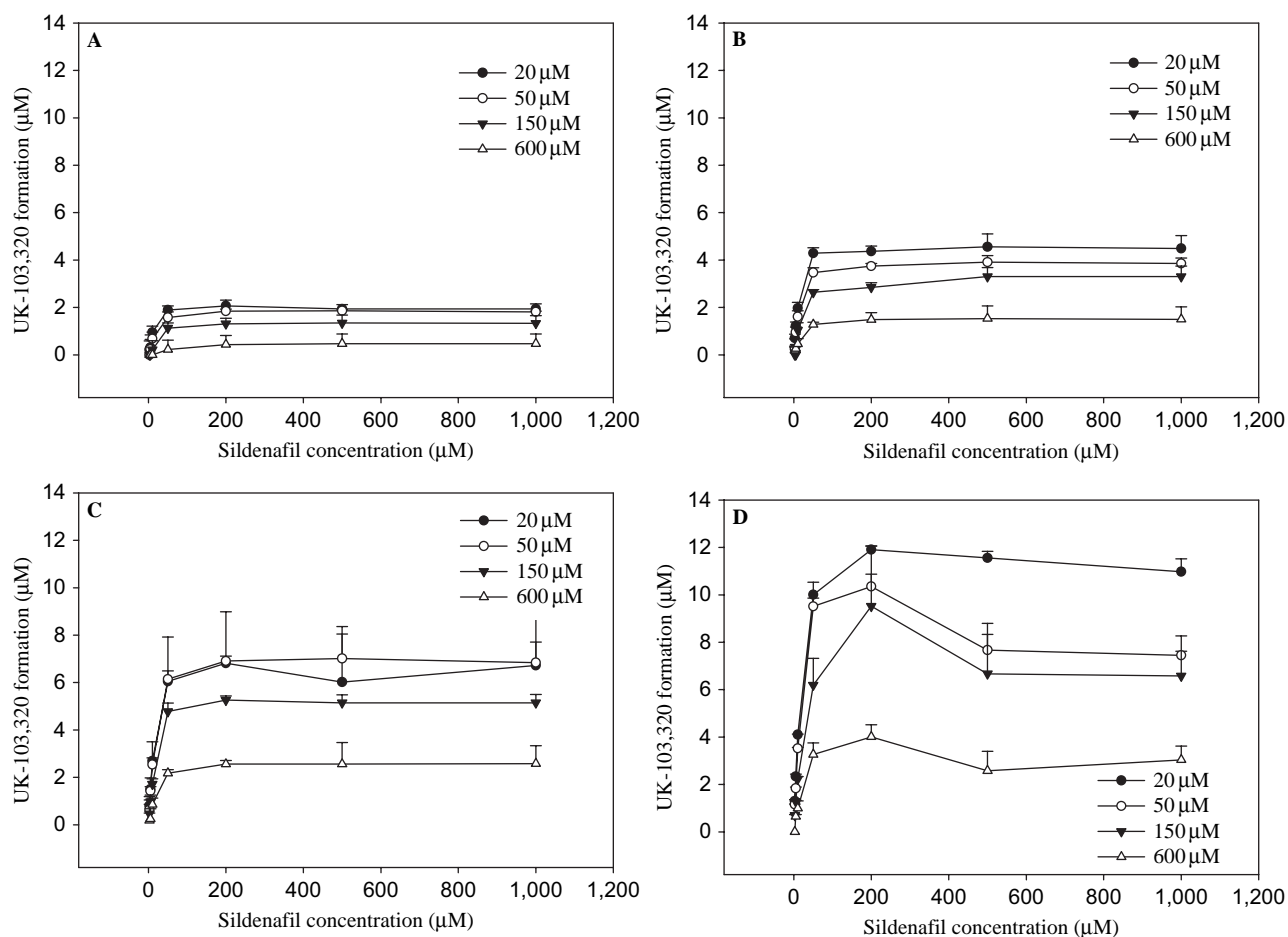 A
14
12
10
8
6
4
2
0
UK-103,320 formation (µM)
20 µM
50 µM
150 µM
600 µM
0 200 400 600 800 1,000 1,200
Sildenafil concentration (µM)
B
14
12
10
8
6
4
2
0
UK-103,320 formation (µM)
20 µM
50 µM
150 µM
600 µM
0 200 400 600 800 1,000 1,200
Sildenafil concentration (µM)
C
14
12
10
8
6
4
2
0
UK-103,320 formation (µM)
20 µM
50 µM
150 µM
600 µM
0 200 400 600 800 1,000 1,200
Sildenafil concentration (µM)
D
14
12
10
8
6
4
2
0
UK-103,320 formation (µM)
20 µM
50 µM
150 µM
600 µM
0 200 400 600 800 1,000 1,200
Sildenafil concentration (µM)